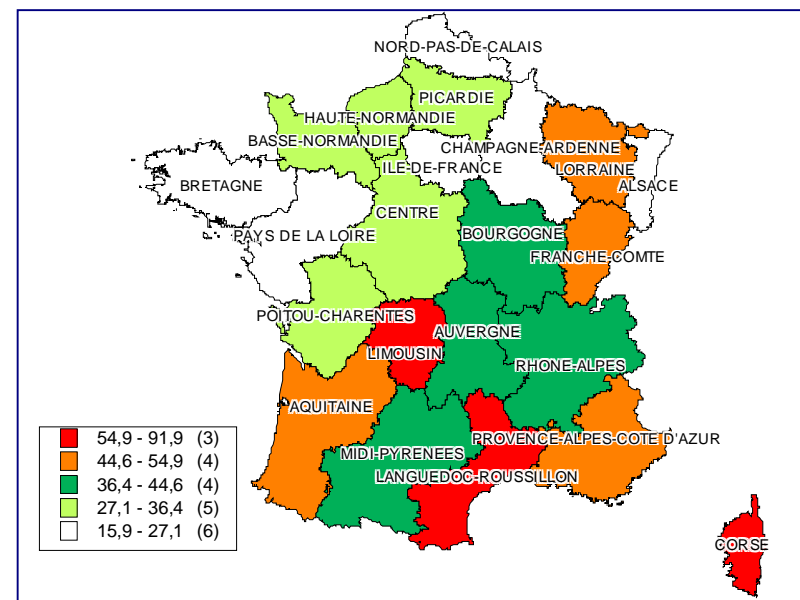 NORD-PAS-DE-CALAIS
PICARDIE
HAUTE-NORMANDIE
BASSE-NORMANDIE
CHAMPAGNE-ARDENNE
ILE-DE-FRANCE
LORRAINE
ALSACE
BRETAGNE
CENTRE
PAYS DE LA LOIRE
BOURGOGNE
FRANCHE-COMTE
POITOU-CHARENTES
AUVERGNE
LIMOUSIN
RHONE-ALPES
AQUITAINE
PROVENCE-ALPES-COTE D'AZUR
MIDI-PYRENEES
LANGUEDOC-ROUSSILLON
CORSE
54,9 - 91,9 (3)
44,6 - 54,9 (4)
36,4 - 44,6 (4)
27,1 - 36,4 (5)
15,9 - 27,1 (6)